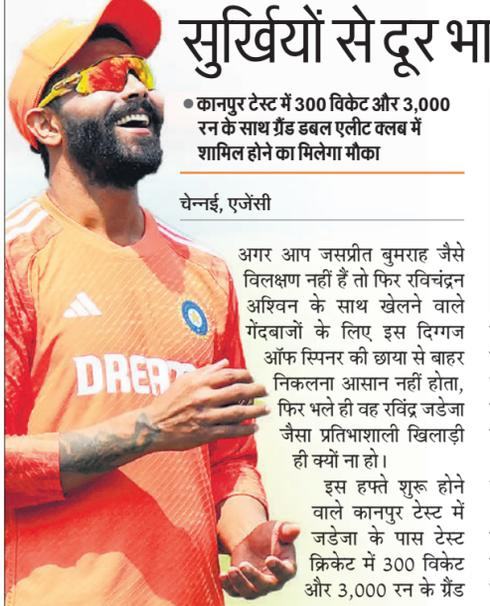 सुर्खियों से दूर भा
● कानपुर टेस्ट में 300 विकेट और 3,000
रन के साथ ग्रैंड डबल एलीट क्लब में
शामिल होने का मिलेगा मौका
चेन्नई, एजेंसी
अगर आप जसप्रीत बुमराह जैसे
विलक्षण नहीं हैं तो फिर रविचंद्रन
अश्विन के साथ खेलने वाले
गेंदबाजों के लिए इस दिग्गज
ऑफ स्पिनर की छाया से बाहर
निकलना आसान नहीं होता,
फिर भले ही वह रविंद्र जडेजा
जैसा प्रतिभाशाली खिलाड़ी
ही क्यों ना हो।
इस हफ्ते शुरू होने
वाले कानपुर टेस्ट में
जडेजा के पास टेस्ट
क्रिकेट में 300 विकेट
और 3,000 रन के ग्रैंड